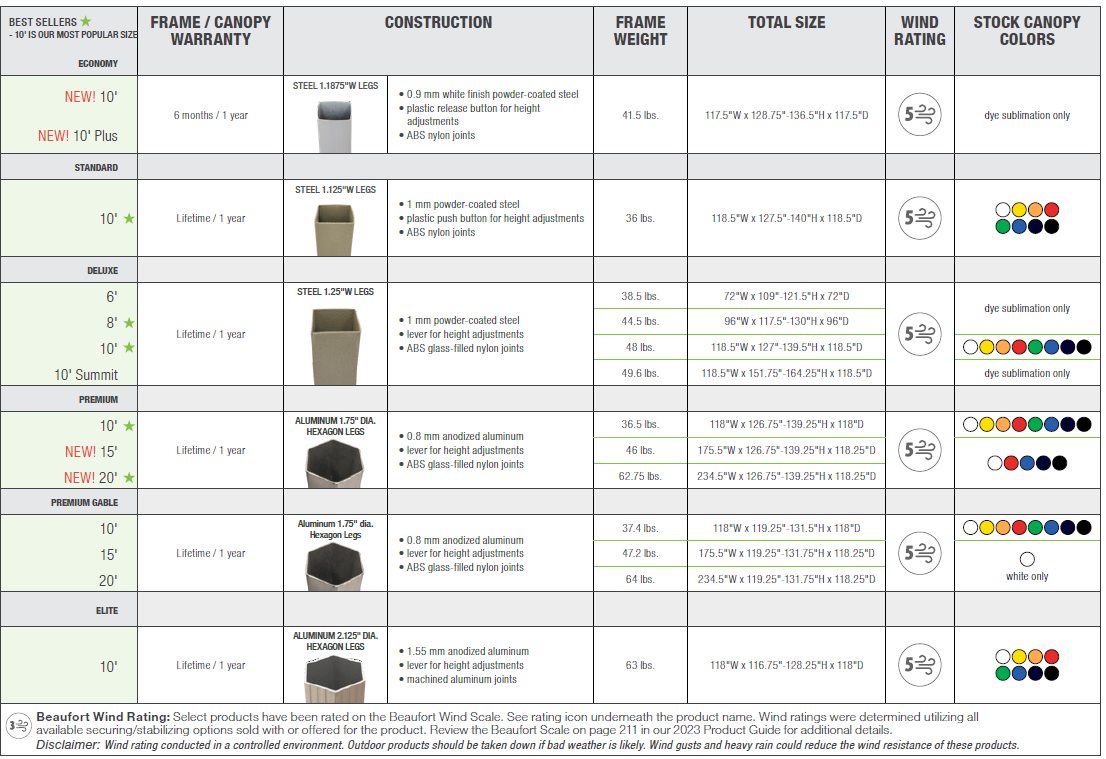 BEST SELLERS ★
- 10' IS OUR MOST POPULAR SIZE
FRAME / CANOPY
WARRANTY
CONSTRUCTION
FRAME
WEIGHT
TOTAL SIZE
WIND
RATING
STOCK CANOPY
COLORS
ECONOMY
NEW! 10'
NEW! 10' Plus
6 months / 1 year
STEEL 1.1875"W LEGS
• 0.9 mm white finish powder-coated steel
• plastic release button for height
adjustments
• ABS nylon joints
41.5 lbs.
117.5"W x 128.75"-136.5"H x 117.5"D
5
dye sublimation only
STANDARD
10' ★
Lifetime / 1 year
STEEL 1.125"W LEGS
• 1 mm powder-coated steel
• plastic push button for height adjustments
• ABS nylon joints
36 lbs.
118.5"W x 127.5"-140"H x 118.5"D
5
DELUXE
6'
8' ★
10' ★
10' Summit
Lifetime / 1 year
STEEL 1.25"W LEGS
• 1 mm powder-coated steel
• lever for height adjustments
• ABS glass-filled nylon joints
38.5 lbs.
72"W x 109"-121.5"H x 72"D
44.5 lbs.
96"W x 117.5"-130"H x 96"D
48 lbs.
118.5"W x 127"-139.5"H x 118.5"D
49.6 lbs.
118.5"W x 151.75"-164.25"H x 118.5"D
5
dye sublimation only
dye sublimation only
PREMIUM
10' ★
NEW! 15'
NEW! 20' ★
Lifetime / 1 year
ALUMINUM 1.75" DIA.
HEXAGON LEGS
• 0.8 mm anodized aluminum
• lever for height adjustments
• ABS glass-filled nylon joints
36.5 lbs.
118"W x 126.75"-139.25"H x 118"D
46 lbs.
175.5"W x 126.75"-139.25"H x 118.25"D
62.75 lbs.
234.5"W x 126.75"-139.25"H x 118.25"D
5
PREMIUM GABLE
10'
15'
20'
Lifetime / 1 year
Aluminum 1.75" dia.
Hexagon Legs
• 0.8 mm anodized aluminum
• lever for height adjustments
• ABS glass-filled nylon joints
37.4 lbs.
118"W x 119.25"-131.5"H x 118"D
47.2 lbs.
175.5"W x 119.25"-131.75"H x 118.25"D
64 lbs.
234.5"W x 119.25"-131.75"H x 118.25"D
5
white only
ELITE
10'
Lifetime / 1 year
ALUMINUM 2.125" DIA.
HEXAGON LEGS
• 1.55 mm anodized aluminum
• lever for height adjustments
• machined aluminum joints
63 lbs.
118"W x 116.75"-128.25"H x 118"D
5
3
Beaufort Wind Rating: Select products have been rated on the Beaufort Wind Scale. See rating icon underneath the product name. Wind ratings were determined utilizing all
available securing/stabilizing options sold with or offered for the product. Review the Beaufort Scale on page 211 in our 2023 Product Guide for additional details.
Disclaimer: Wind rating conducted in a controlled environment. Outdoor products should be taken down if bad weather is likely. Wind gusts and heavy rain could reduce the wind resistance of these products.